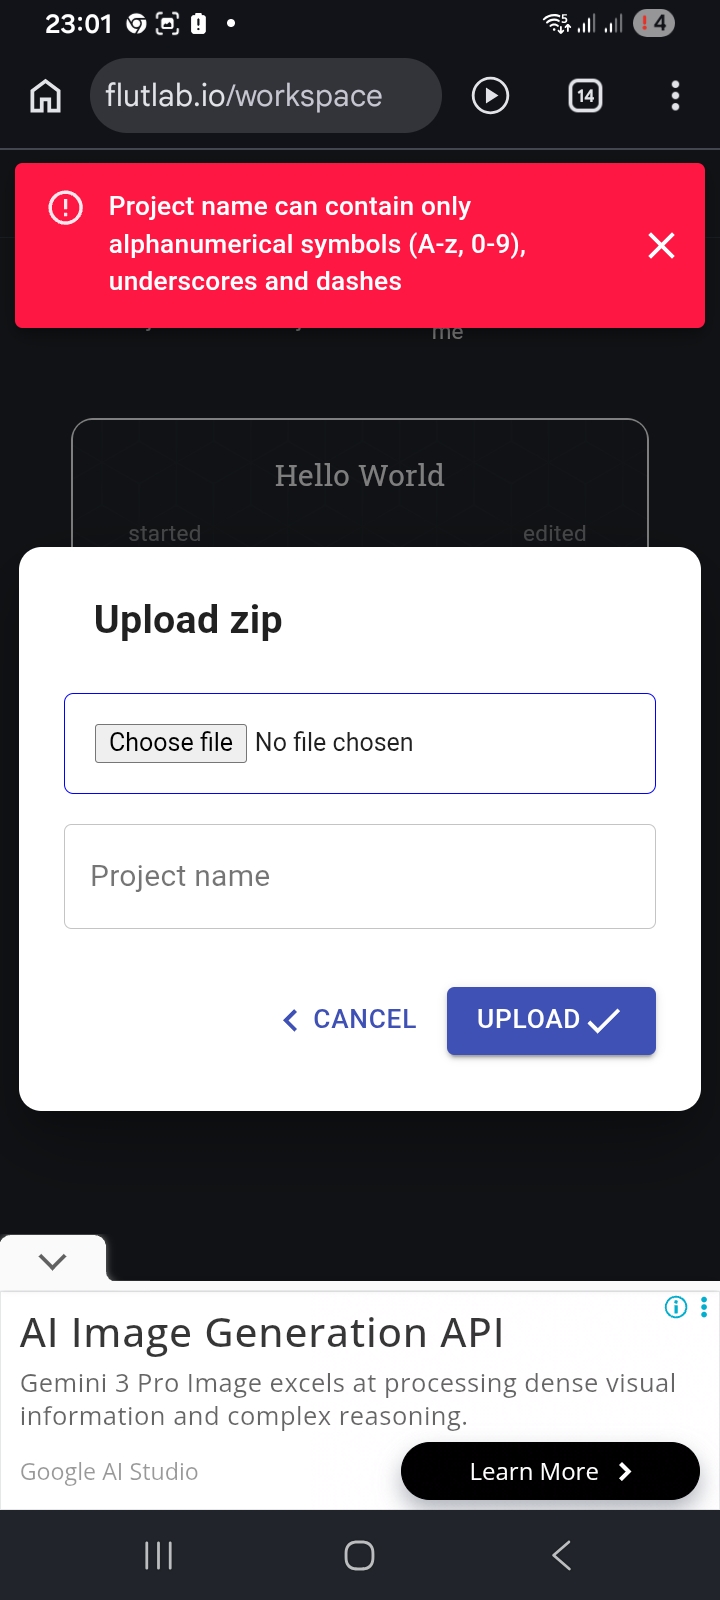 23:01
4
flutlab.io/workspace
14
Project name can contain only
alphanumerical symbols (A-z, 0-9),
underscores and dashes
me
Hello World
started
edited
Upload zip
Choose file No file chosen
Project name
CANCEL
UPLOAD
AI Image Generation API
Gemini 3 Pro Image excels at processing dense visual
information and complex reasoning.
Google AI Studio
Learn More